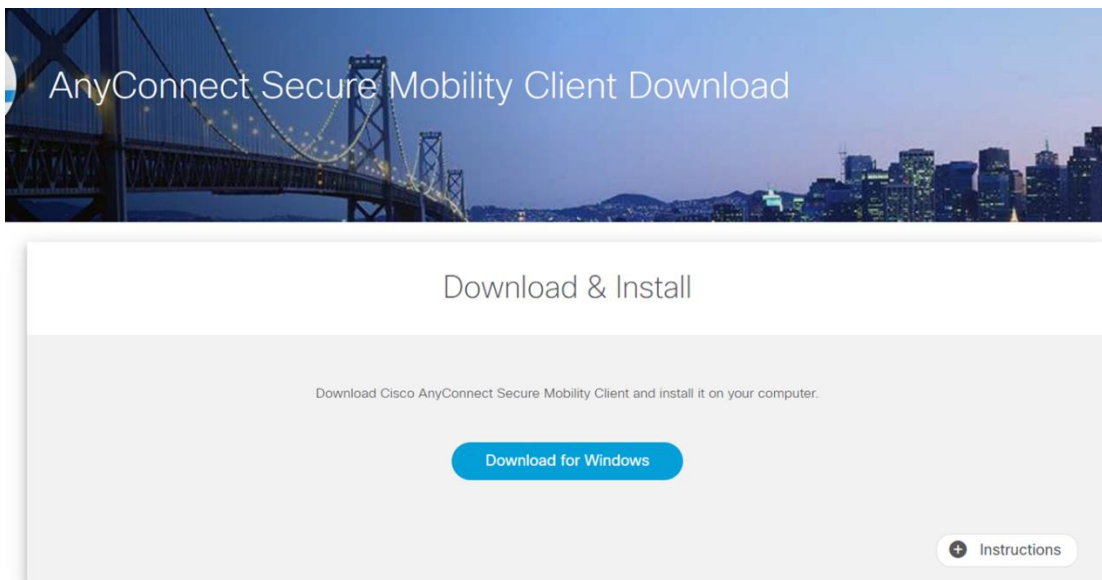 AnyConnect Secure Mobility Client Download
Download & Install
Download Cisco AnyConnect Secure Mobility Client and install it on your computer.
Download for Windows
Instructions